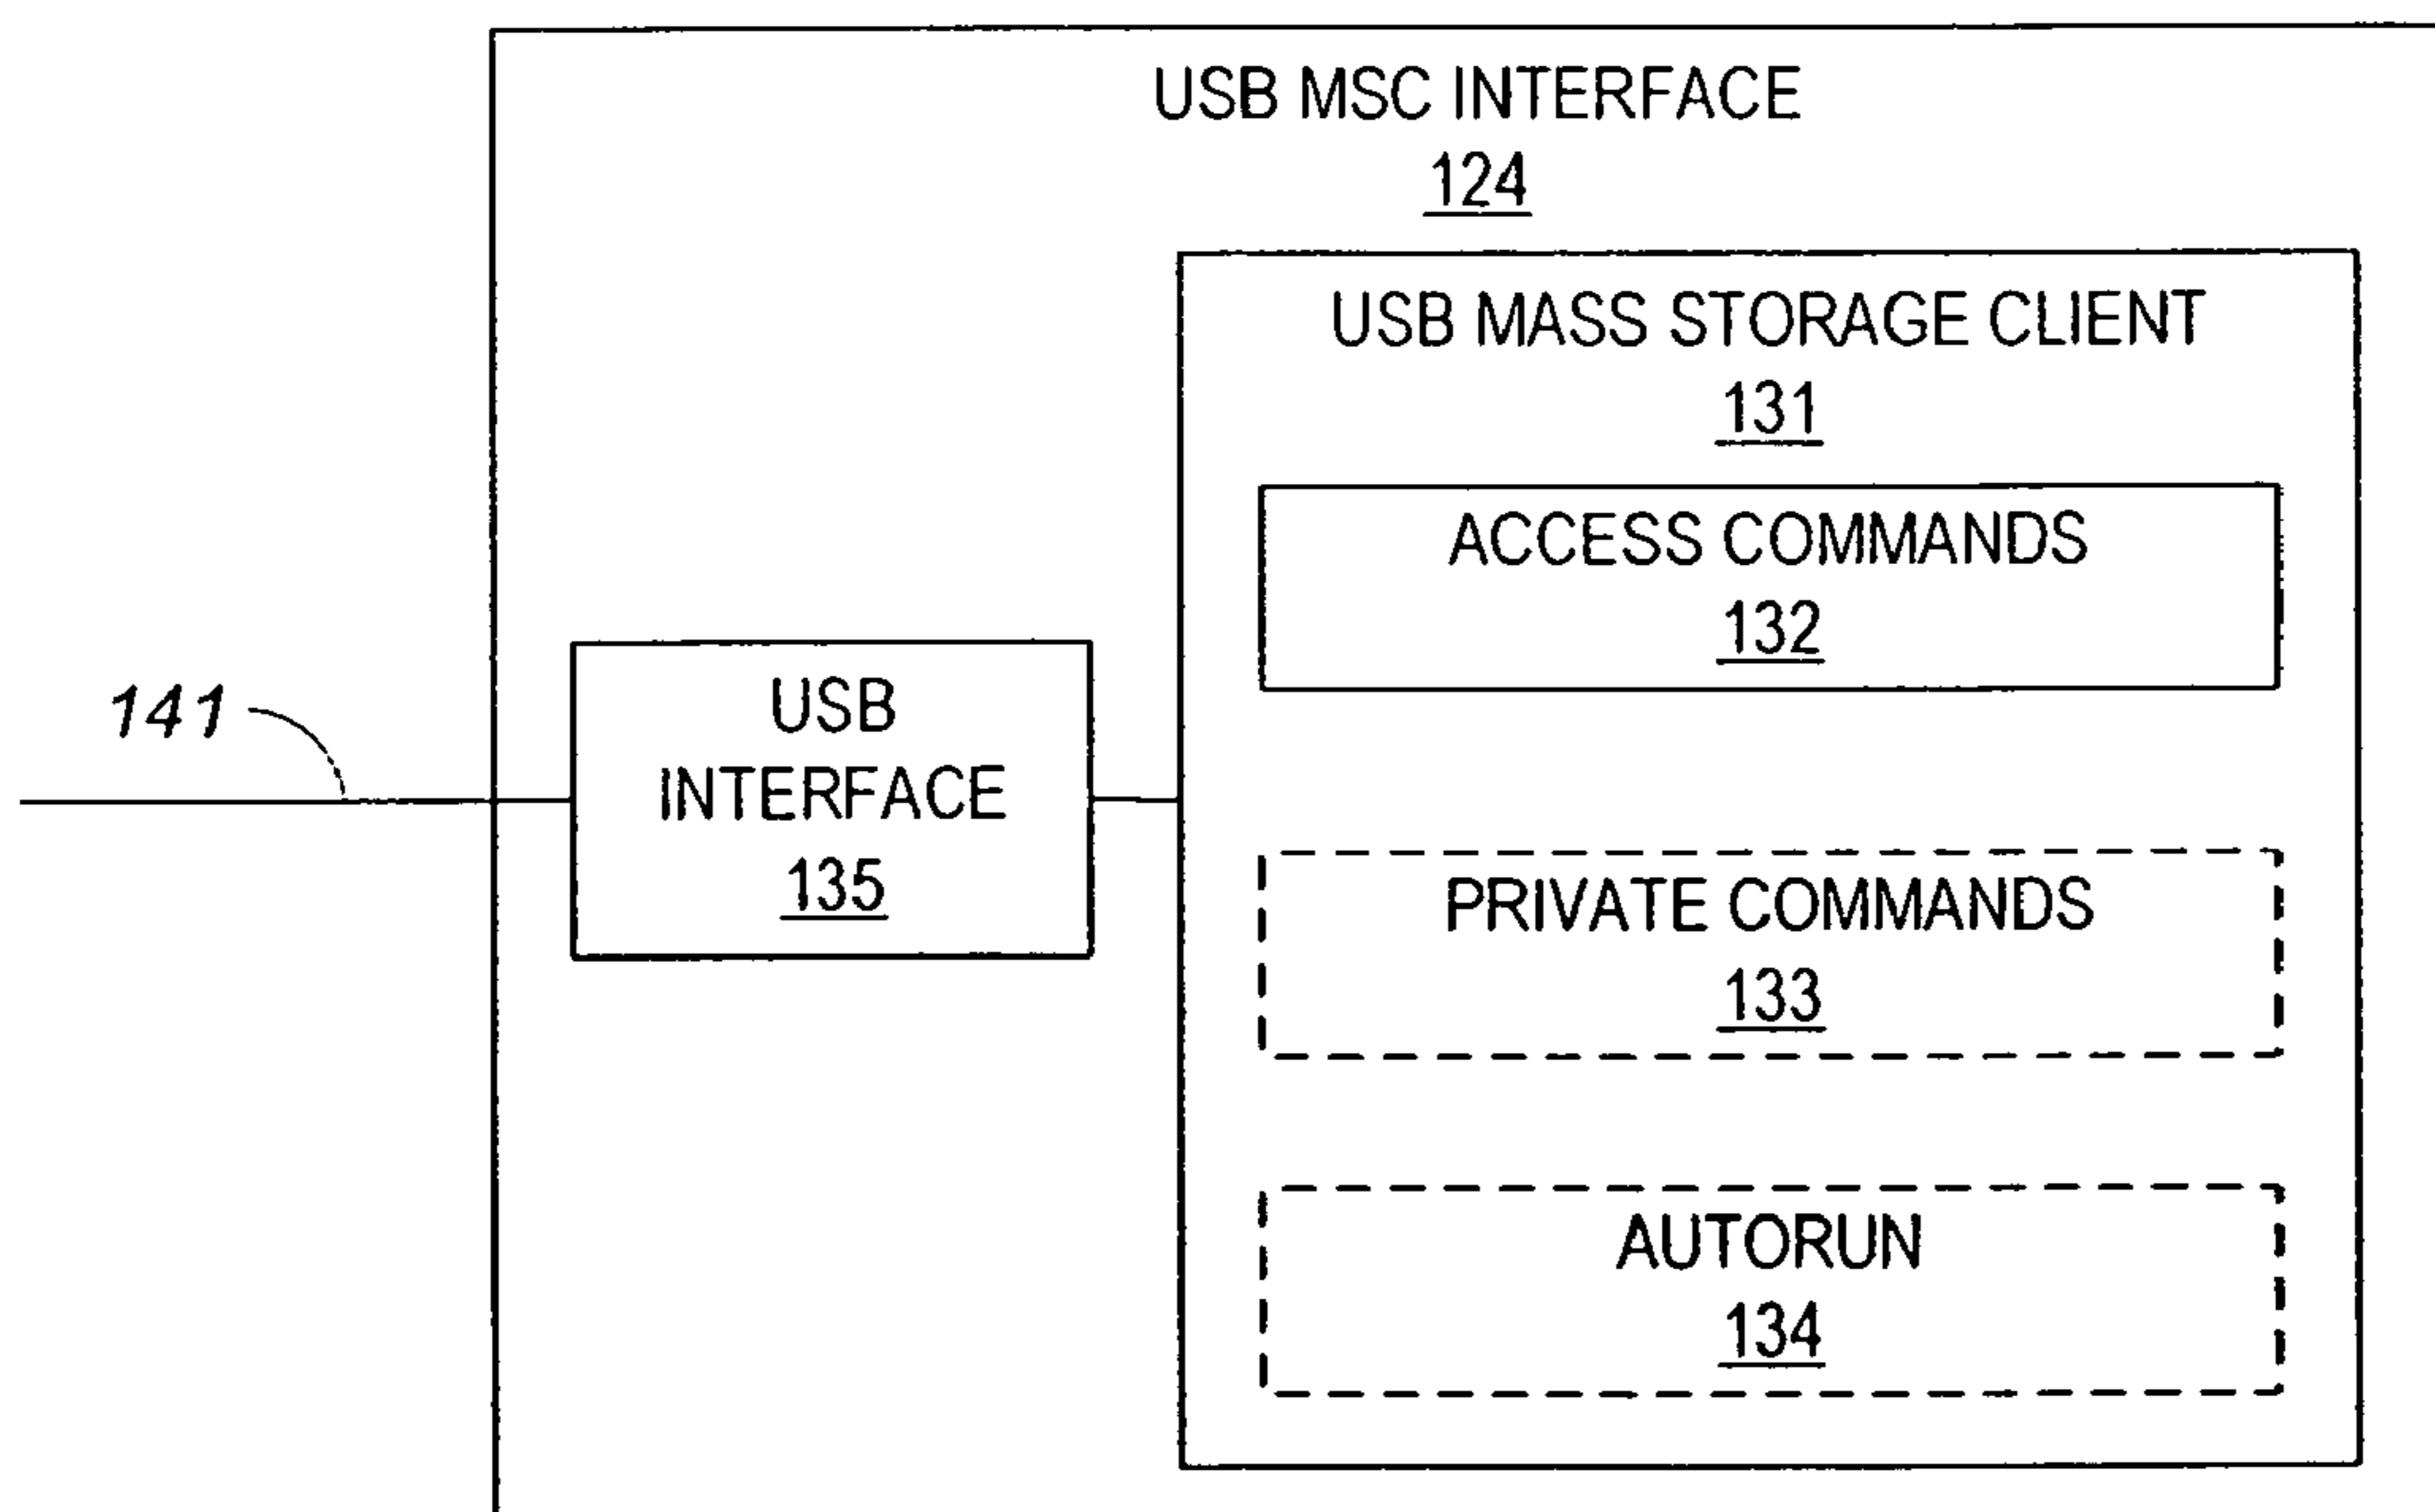 USB MSC INTERFACE
124
USB MASS STORAGE CLIENT
131
ACCESS COMMANDS
132
141
USB
INTERFACE
135
PRIVATE COMMANDS
133
AUTORUN
134